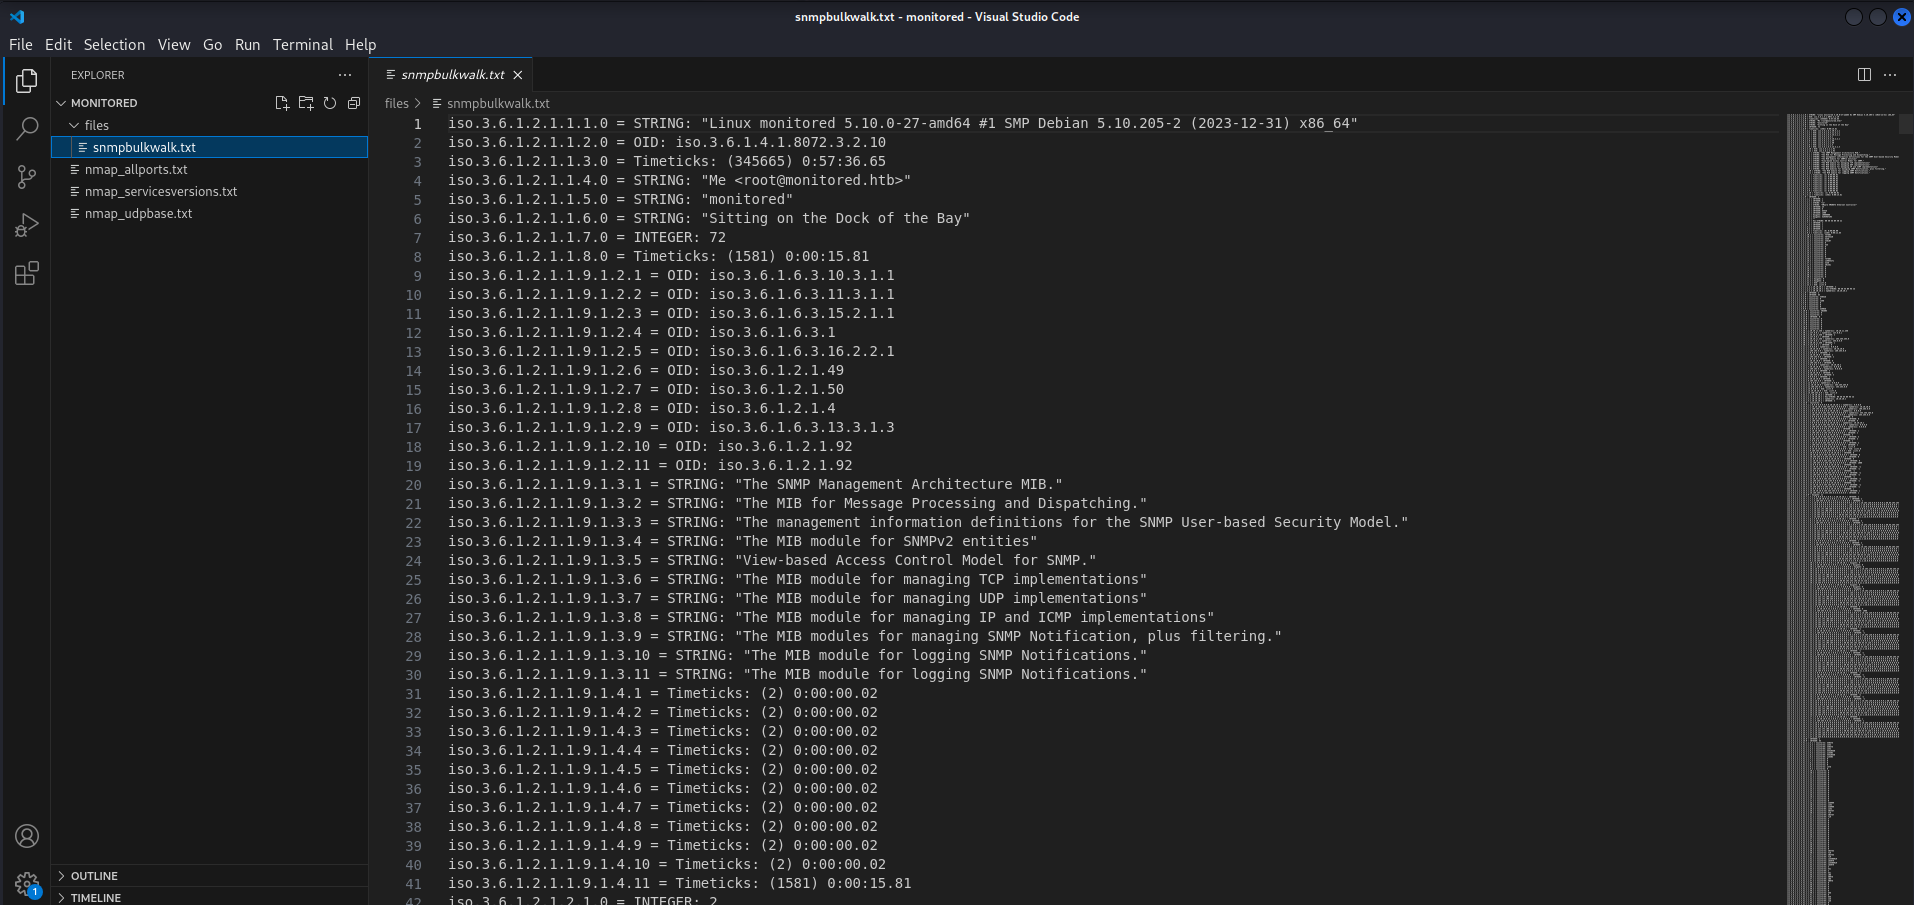 snmpbulkwalk.txt - monitored - Visual Studio Code
File Edit Selection View Go Run Terminal Help
EXPLORER
MONITORED
files
snmpbulkwalk.txt
nmap_allports.txt
nmap_servicesversions.txt
nmap_udpbase.txt
OUTLINE
TIMELINE
1
snmpbulkwalk.txt
files > snmpbulkwalk.txt
1 iso.3.6.1.2.1.1.1.0 = STRING: "Linux monitored 5.10.0-27-amd64 #1 SMP Debian 5.10.205-2 (2023-12-31) x86_64"
2 iso.3.6.1.2.1.1.2.0 = OID: iso.3.6.1.4.1.8072.3.2.10
3 iso.3.6.1.2.1.1.3.0 = Timeticks: (345665) 0:57:36.65
4 iso.3.6.1.2.1.1.4.0 = STRING: "Me <root@monitored.htb>"
5 iso.3.6.1.2.1.1.5.0 = STRING: "monitored"
6 iso.3.6.1.2.1.1.6.0 = STRING: "Sitting on the Dock of the Bay"
7 iso.3.6.1.2.1.1.7.0 = INTEGER: 72
8 iso.3.6.1.2.1.1.8.0 = Timeticks: (1581) 0:00:15.81
9 iso.3.6.1.2.1.1.9.1.2.1 = OID: iso.3.6.1.6.3.10.3.1.1
10 iso.3.6.1.2.1.1.9.1.2.2 = OID: iso.3.6.1.6.3.11.3.1.1
11 iso.3.6.1.2.1.1.9.1.2.3 = OID: iso.3.6.1.6.3.15.2.1.1
12 iso.3.6.1.2.1.1.9.1.2.4 = OID: iso.3.6.1.6.3.1
13 iso.3.6.1.2.1.1.9.1.2.5 = OID: iso.3.6.1.6.3.16.2.2.1
14 iso.3.6.1.2.1.1.9.1.2.6 = OID: iso.3.6.1.2.1.49
15 iso.3.6.1.2.1.1.9.1.2.7 = OID: iso.3.6.1.2.1.50
16 iso.3.6.1.2.1.1.9.1.2.8 = OID: iso.3.6.1.2.1.4
17 iso.3.6.1.2.1.1.9.1.2.9 = OID: iso.3.6.1.6.3.13.3.1.3
18 iso.3.6.1.2.1.1.9.1.2.10 = OID: iso.3.6.1.2.1.92
19 iso.3.6.1.2.1.1.9.1.2.11 = OID: iso.3.6.1.2.1.92
20 iso.3.6.1.2.1.1.9.1.3.1 = STRING: "The SNMP Management Architecture MIB."
21 iso.3.6.1.2.1.1.9.1.3.2 = STRING: "The MIB for Message Processing and Dispatching."
22 iso.3.6.1.2.1.1.9.1.3.3 = STRING: "The management information definitions for the SNMP User-based Security Model."
23 iso.3.6.1.2.1.1.9.1.3.4 = STRING: "The MIB module for SNMPv2 entities"
24 iso.3.6.1.2.1.1.9.1.3.5 = STRING: "View-based Access Control Model for SNMP."
25 iso.3.6.1.2.1.1.9.1.3.6 = STRING: "The MIB module for managing TCP implementations"
26 iso.3.6.1.2.1.1.9.1.3.7 = STRING: "The MIB module for managing UDP implementations"
27 iso.3.6.1.2.1.1.9.1.3.8 = STRING: "The MIB module for managing IP and ICMP implementations"
28 iso.3.6.1.2.1.1.9.1.3.9 = STRING: "The MIB modules for managing SNMP Notification, plus filtering."
29 iso.3.6.1.2.1.1.9.1.3.10 = STRING: "The MIB module for logging SNMP Notifications."
30 iso.3.6.1.2.1.1.9.1.3.11 = STRING: "The MIB module for logging SNMP Notifications."
31 iso.3.6.1.2.1.1.9.1.4.1 = Timeticks: (2) 0:00:00.02
32 iso.3.6.1.2.1.1.9.1.4.2 = Timeticks: (2) 0:00:00.02
33 iso.3.6.1.2.1.1.9.1.4.3 = Timeticks: (2) 0:00:00.02
34 iso.3.6.1.2.1.1.9.1.4.4 = Timeticks: (2) 0:00:00.02
35 iso.3.6.1.2.1.1.9.1.4.5 = Timeticks: (2) 0:00:00.02
36 iso.3.6.1.2.1.1.9.1.4.6 = Timeticks: (2) 0:00:00.02
37 iso.3.6.1.2.1.1.9.1.4.7 = Timeticks: (2) 0:00:00.02
38 iso.3.6.1.2.1.1.9.1.4.8 = Timeticks: (2) 0:00:00.02
39 iso.3.6.1.2.1.1.9.1.4.9 = Timeticks: (2) 0:00:00.02
40 iso.3.6.1.2.1.1.9.1.4.10 = Timeticks: (2) 0:00:00.02
41 iso.3.6.1.2.1.1.9.1.4.11 = Timeticks: (1581) 0:00:15.81
42 iso.3.6.1.2.1.2.1.0 = INTEGER: 2